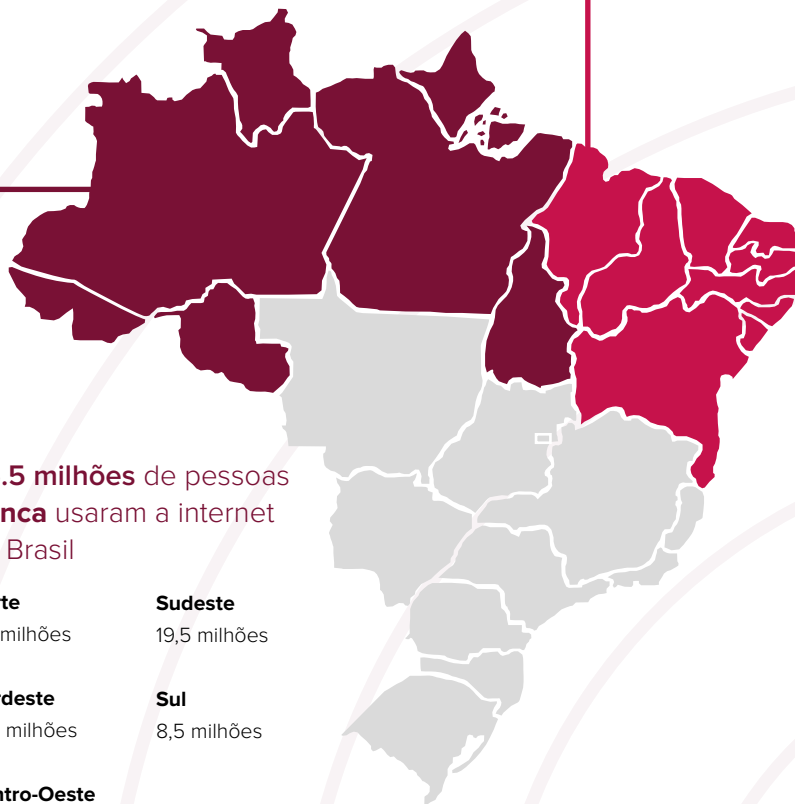 .5 milhões de pessoas
nca usaram a internet
Brasil
te
milhões
Sudeste
19,5 milhões
deste
milhões
Sul
8,5 milhões
ntro-Oeste